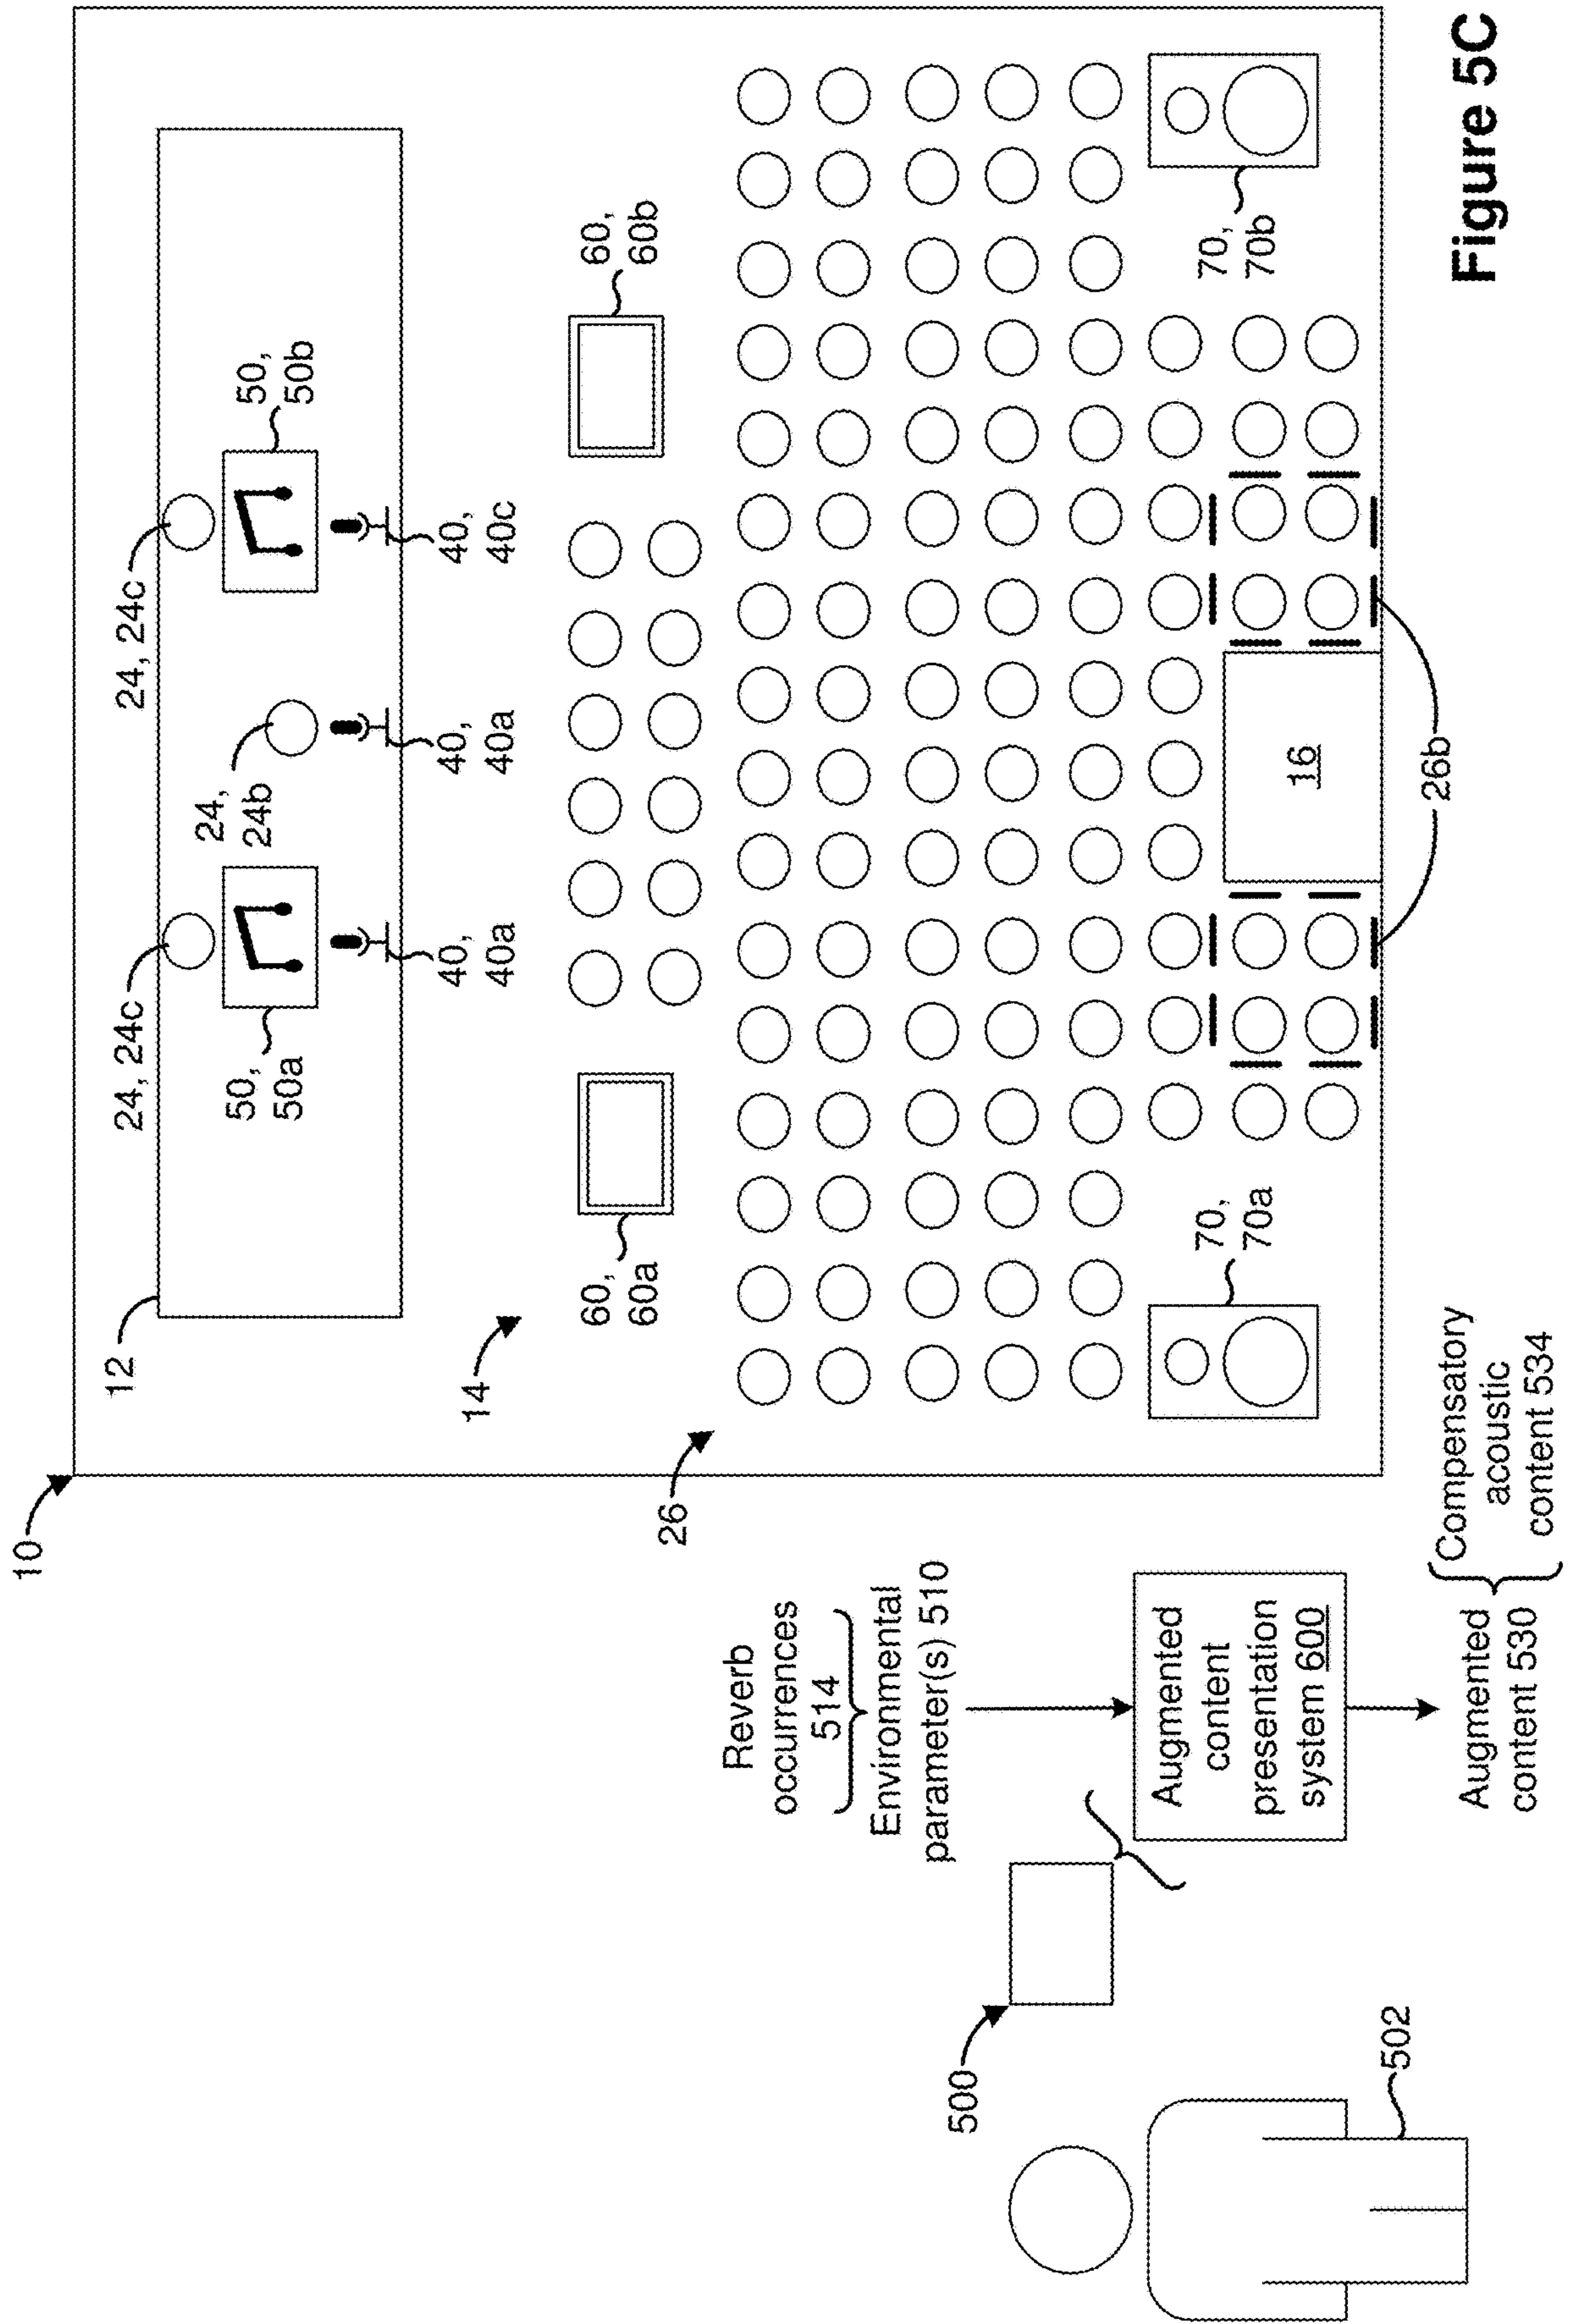 10
12
24, 24c
24,
24b
24, 24c
50,
50a
50,
50b
40,
40a
40,
40a
40,
40c
14
60,
60a
60,
60b
26
70,
70a
70,
70b
16
26b
Reverb
occurrences
514
Environmental
parameter(s) 510
500
Augmented
content
presentation
system 600
502
Augmented
content 530
Compensatory
acoustic
content 534
Figure 5C